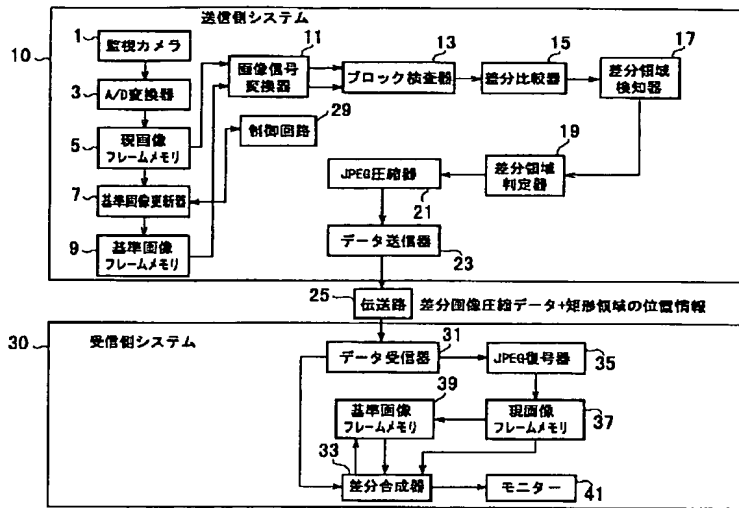 送信側システム
10
1
監視カメラ
3
A/D変換器
5
現画像
フレームメモリ
7
基準画像更新器
9
基準画像
フレームメモリ
11
画像信号
変換器
29
制御回路
13
ブロック検査器
15
差分比較器
17
差分領域
検知器
19
差分領域
判定器
JPEG圧縮器
21
データ送信器
23
25
伝送路
差分画像圧縮データ+矩形領域の位置情報
30
受信側システム
31
データ受信器
JPEG復号器
35
39
基準画像
フレームメモリ
現画像
フレームメモリ
37
33
差分合成器
モニター
41